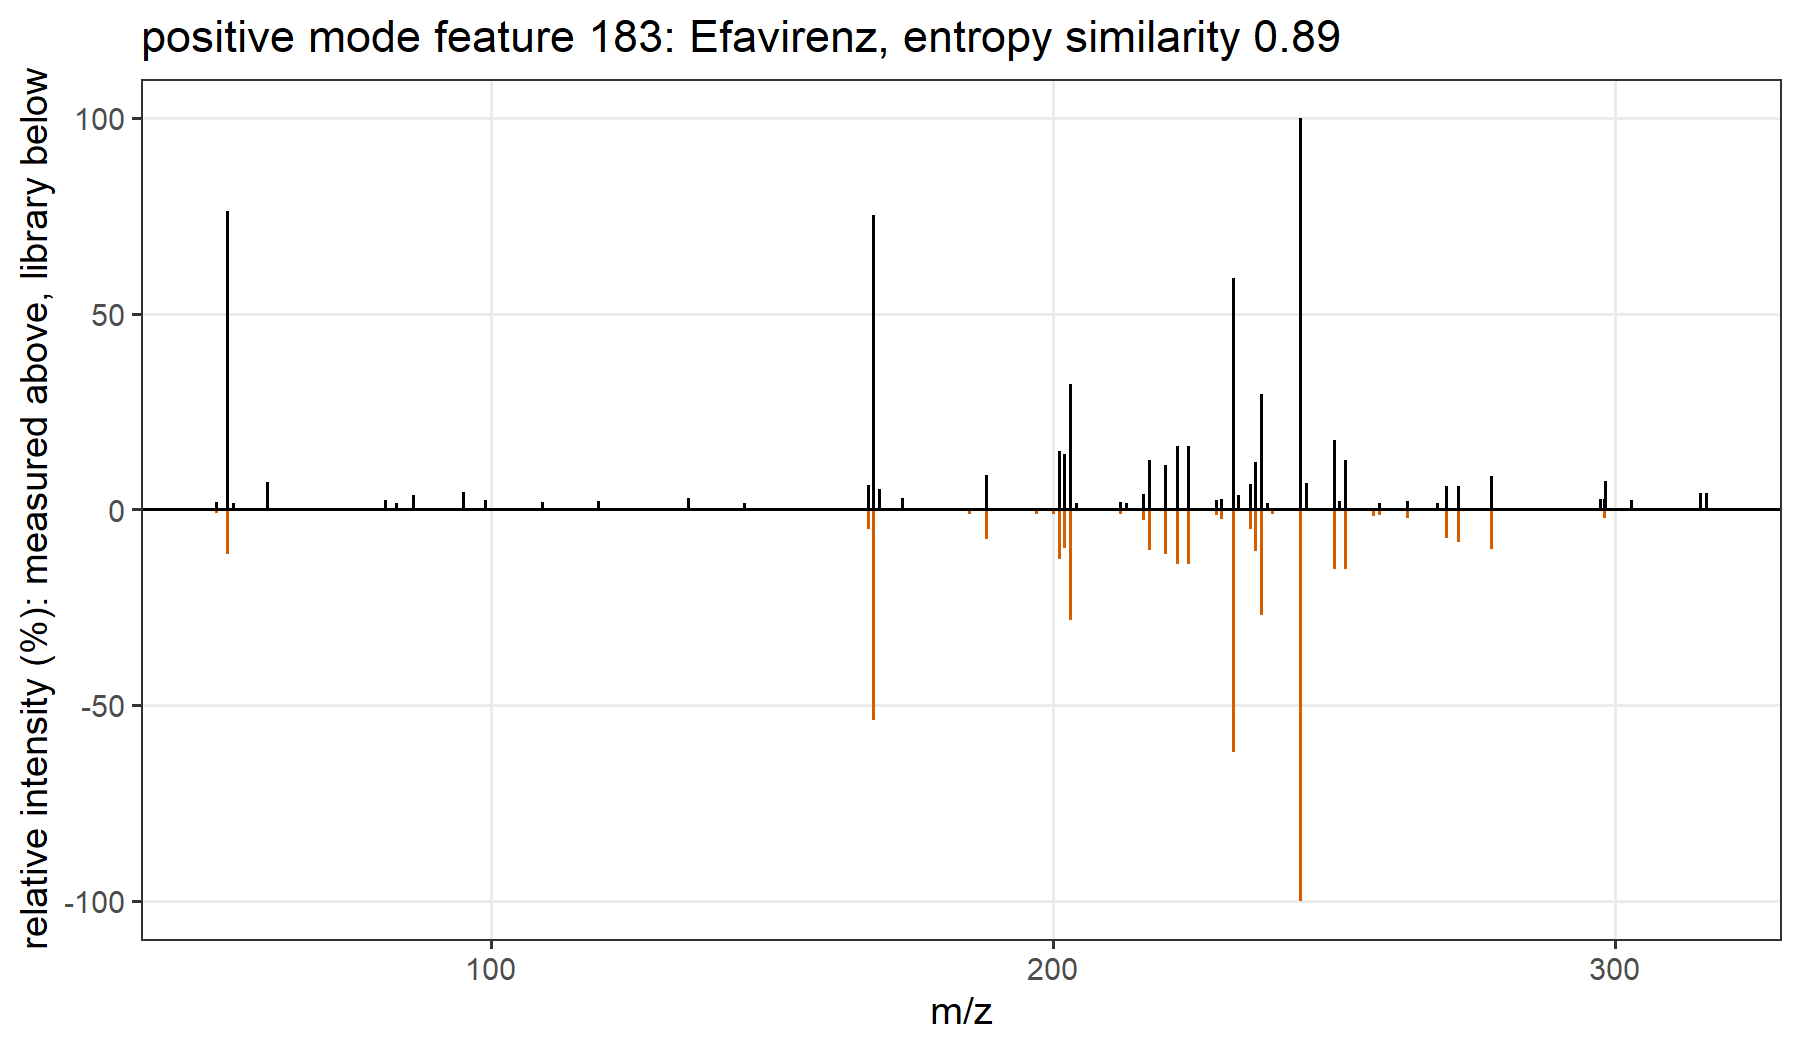 positive mode feature 183: Efavirenz, entropy similarity 0.89
relative intensity (%): measured above, library below
100
50
0
-50
-100
100
200
300
m/z